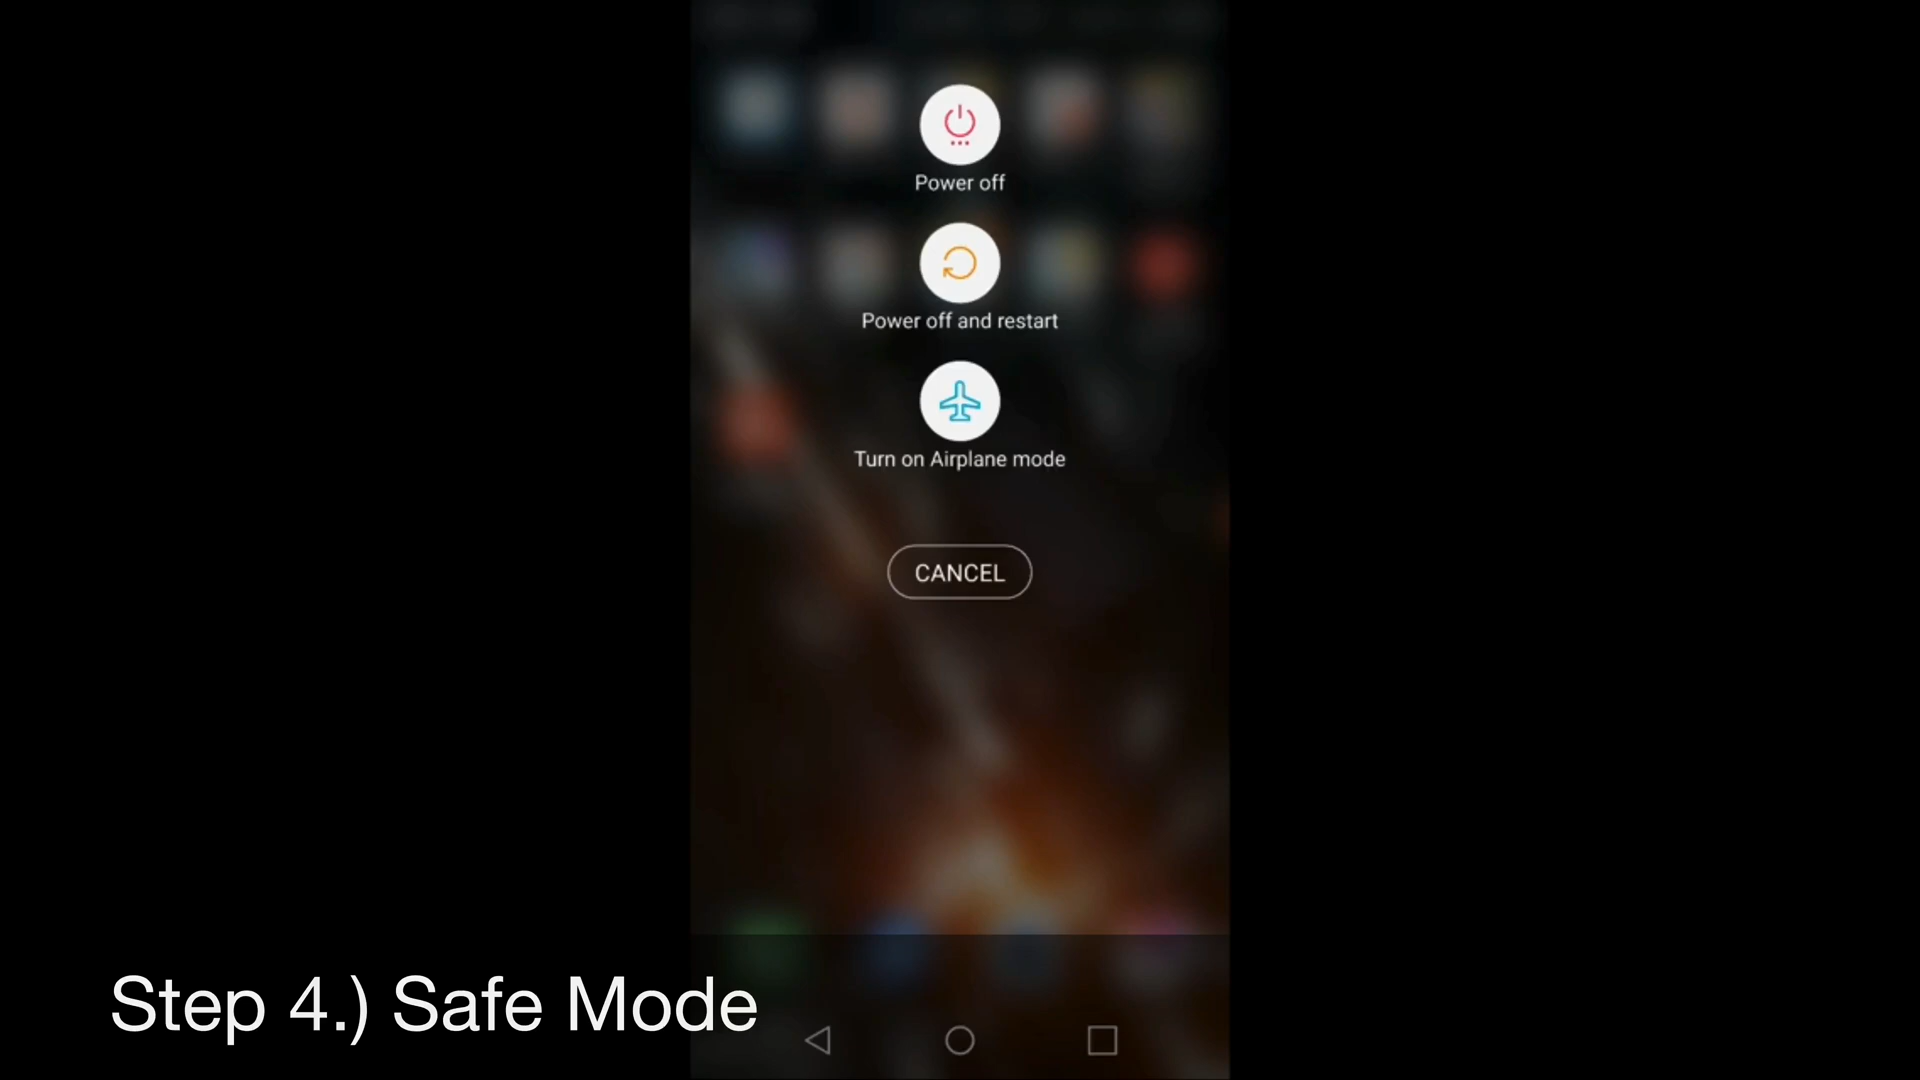 Power off
Power off and restart
Turn on Airplane mode
CANCEL
Step 4.) Safe Mode